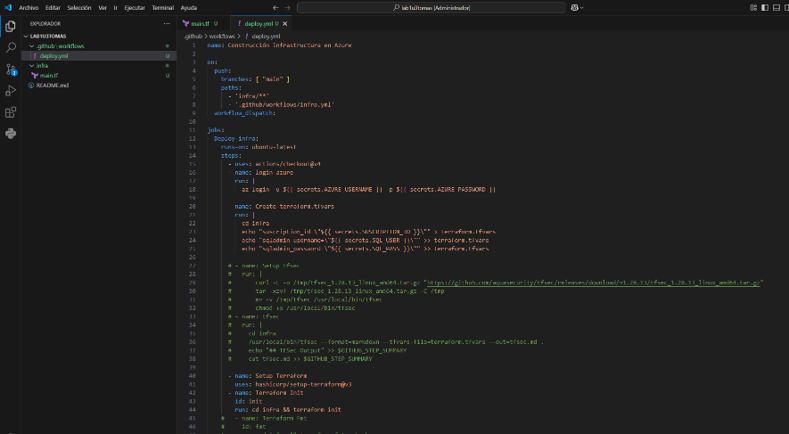 Archivo Editar Selección Ver Ir Ejecutar Terminal Ayuda
lab1u3tomas [Administrador]
EXPLORADOR
LAB1U3TOMAS
.github\workflows
deploy.yml U
infra
main.tf U
README.md
main.tf U
deploy.yml U
.github > workflows > deploy.yml
1 name: Construcción infrastructura en Azure
2
3 on:
4 push:
5 branches: [ "main" ]
6 paths:
7 - 'infra/**'
8 - '.github/workflows/infra.yml'
9 workflow_dispatch:
10
11 jobs:
12 Deploy-infra:
13 runs-on: ubuntu-latest
14 steps:
15 - uses: actions/checkout@v4
16 - name: login azure
17 run: |
18 az login -u ${{ secrets.AZURE_USERNAME }} -p ${{ secrets.AZURE_PASSWORD }}
19
20 - name: Create terraform.tfvars
21 run: |
22 cd infra
23 echo "suscription_id=\"${{ secrets.SUSCRIPTION_ID }}\"" > terraform.tfvars
24 echo "sqladmin_username=\"${{ secrets.SQL_USER }}\"" >> terraform.tfvars
25 echo "sqladmin_password=\"${{ secrets.SQL_PASS }}\"" >> terraform.tfvars
26
27 # - name: Setup tfsec
28 # run: |
29 # curl -L -o /tmp/tfsec_1.28.13_linux_amd64.tar.gz "https://github.com/aquasecurity/tfsec/releases/download/v1.28.13/tfsec_1.28.13_linux_amd64.tar.gz"
30 # tar -xzvf /tmp/tfsec_1.28.13_linux_amd64.tar.gz -C /tmp
31 # mv -v /tmp/tfsec /usr/local/bin/tfsec
32 # chmod +x /usr/local/bin/tfsec
33 # - name: tfsec
34 # run: |
35 # cd infra
36 # /usr/local/bin/tfsec --format=markdown --tfvars-file=terraform.tfvars --out=tfsec.md .
37 # echo "## TFSec Output" >> $GITHUB_STEP_SUMMARY
38 # cat tfsec.md >> $GITHUB_STEP_SUMMARY
39
40 - name: Setup Terraform
41 uses: hashicorp/setup-terraform@v3
42 - name: Terraform Init
43 id: init
44 run: cd infra && terraform init
45 # - name: Terraform Fmt
46 # id: fmt